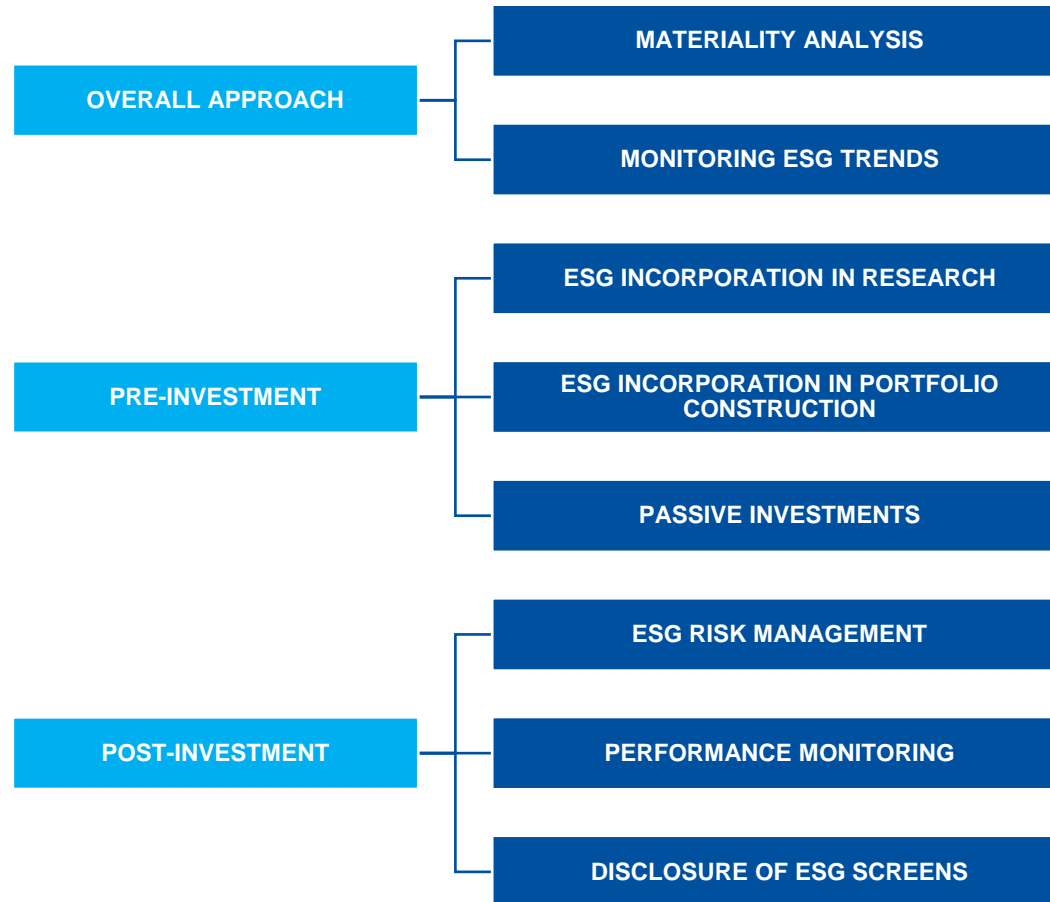 OVERALL APPROACH
MATERIALITY ANALYSIS
MONITORING ESG TRENDS
PRE-INVESTMENT
ESG INCORPORATION IN RESEARCH
ESG INCORPORATION IN PORTFOLIO
CONSTRUCTION
PASSIVE INVESTMENTS
POST-INVESTMENT
ESG RISK MANAGEMENT
PERFORMANCE MONITORING
DISCLOSURE OF ESG SCREENS